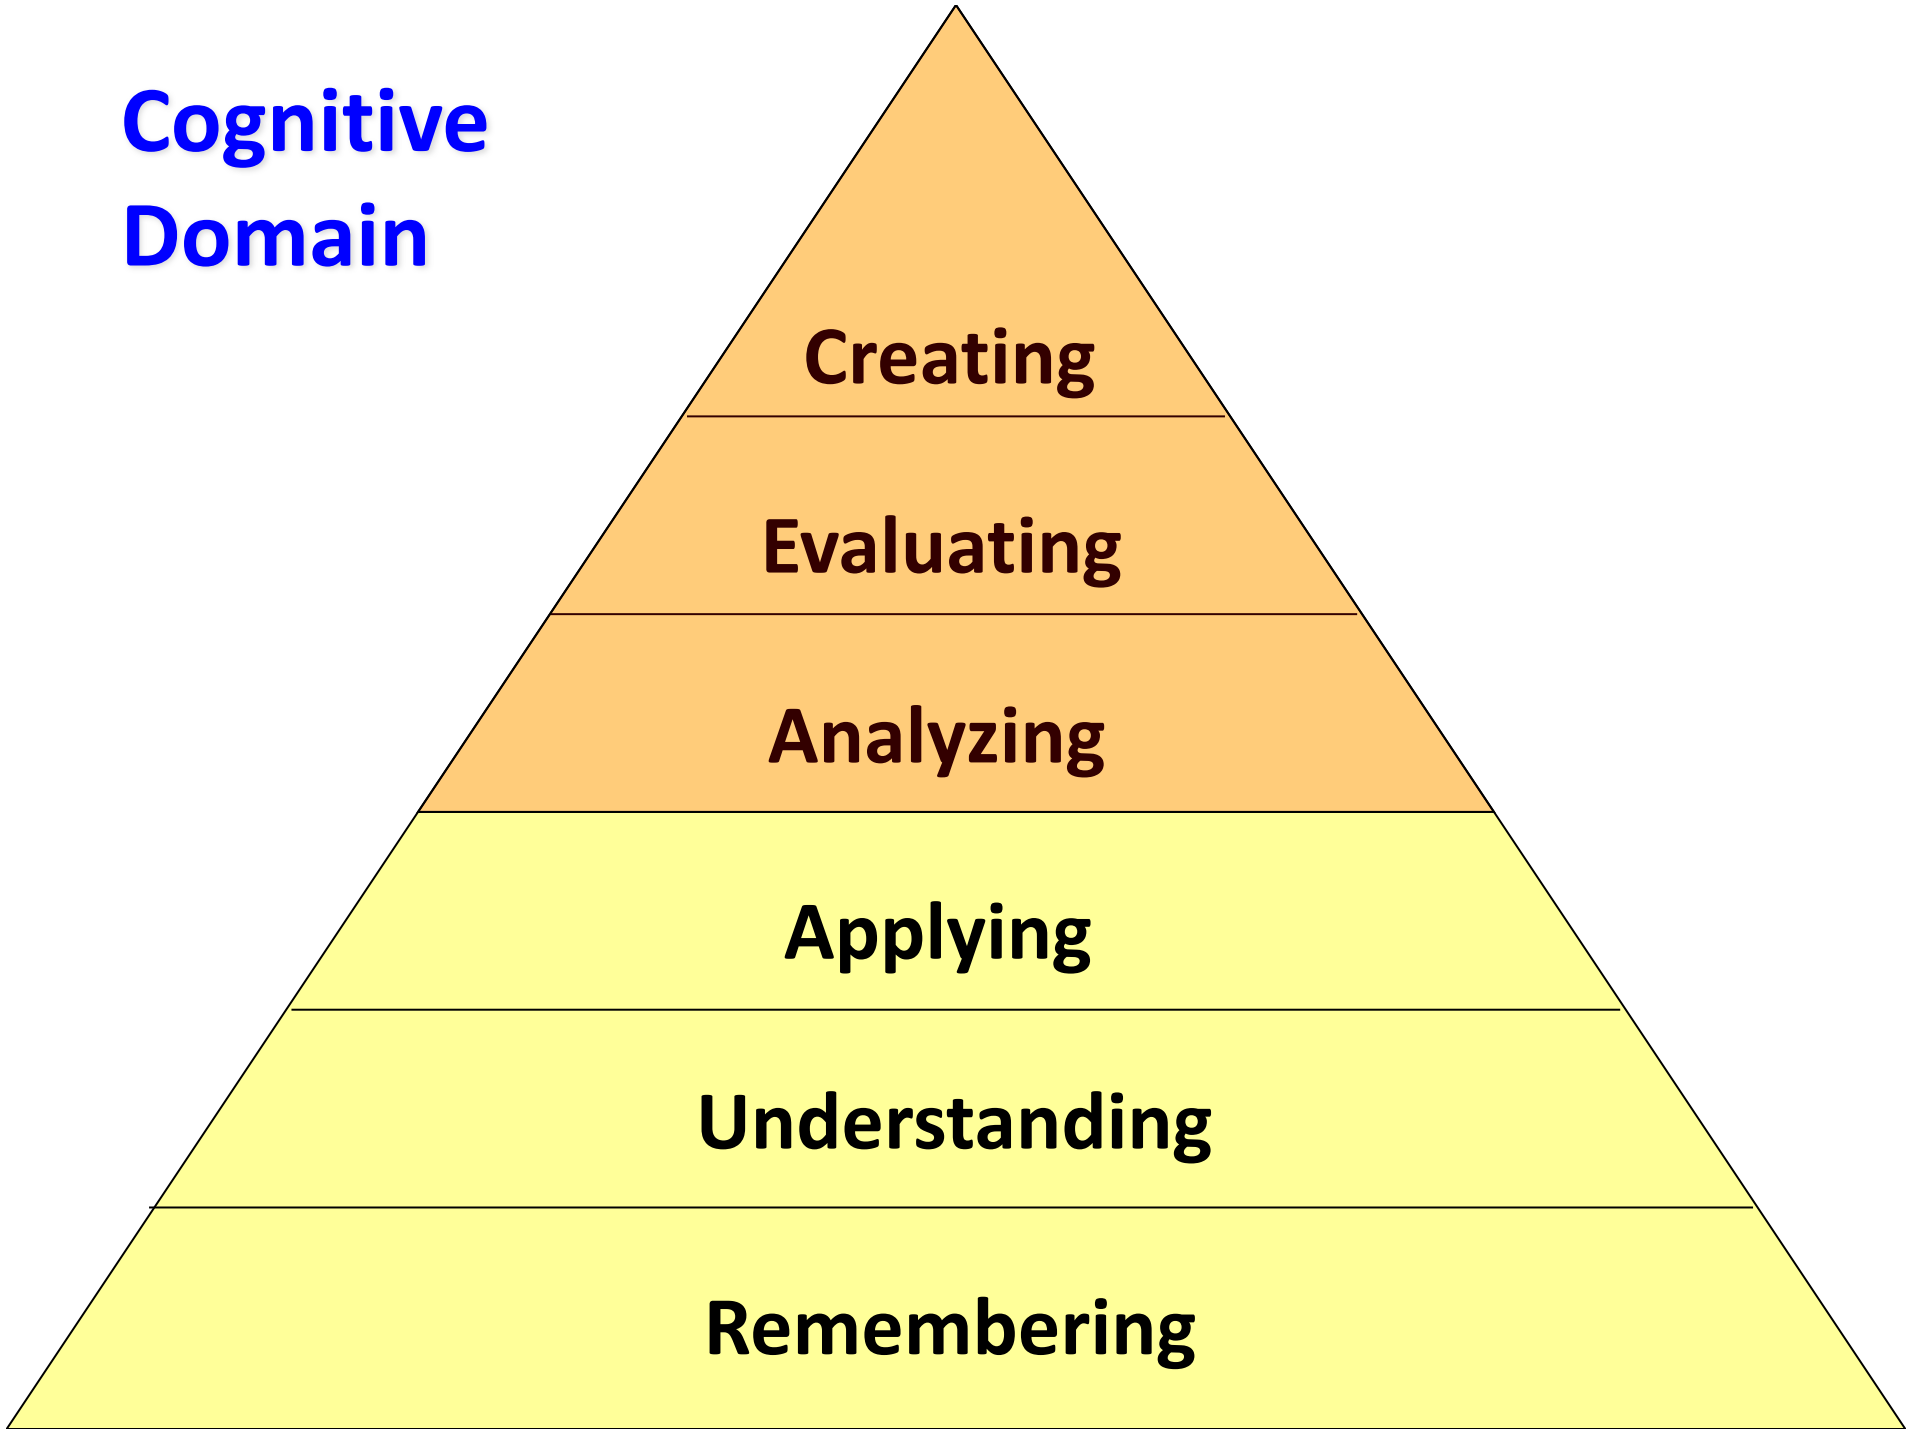 Cognitive
Domain
Creating
Evaluating
Analyzing
Applying
Understanding
Remembering